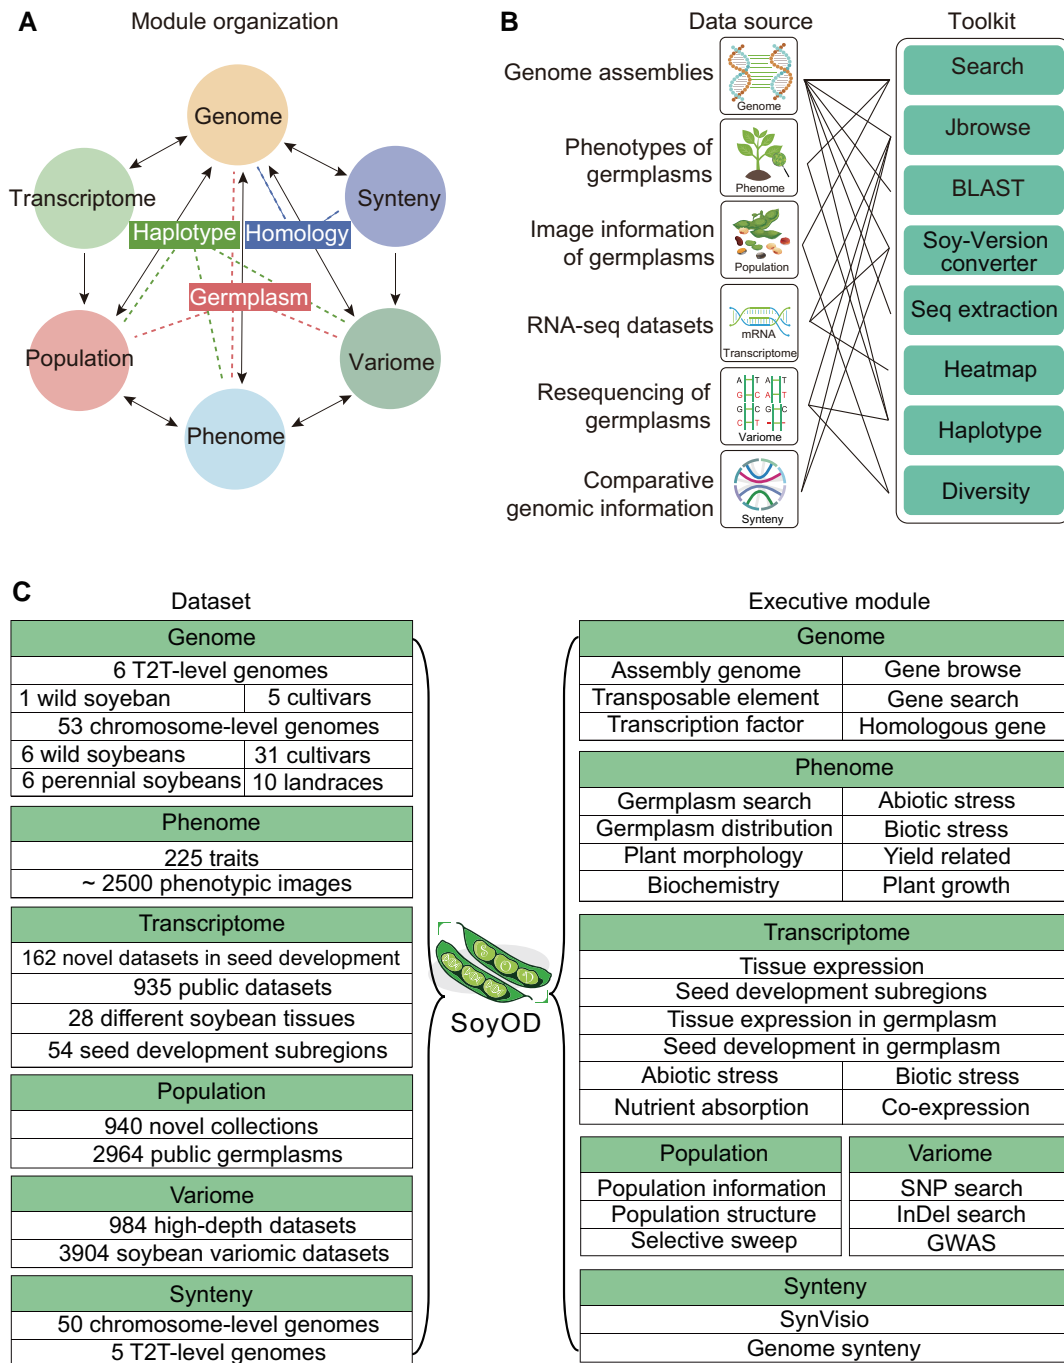 A
Module organization
Genome
Transcriptome
Synteny
Haplotype
Homology
Germplasm
Population
Variome
Phenome
B
Data source
Toolkit
Genome assemblies
Genome
Phenotypes of
germplasms
Phenome
Image information
of germplasms
Population
RNA-seq datasets
mRNA
Transcriptome
Resequencing of
germplasms
A T A T
G C A T
G C G C
C T
Variome
Comparative
genomic information
Synteny
Search
Jbrowse
BLAST
Soy-Version
converter
Seq extraction
Heatmap
Haplotype
Diversity
C
Dataset
Genome
6 T2T-level genomes
1 wild soyeban
5 cultivars
53 chromosome-level genomes
6 wild soybeans
31 cultivars
6 perennial soybeans
10 landraces
Phenome
225 traits
~ 2500 phenotypic images
Transcriptome
162 novel datasets in seed development
935 public datasets
28 different soybean tissues
54 seed development subregions
Population
940 novel collections
2964 public germplasms
Variome
984 high-depth datasets
3904 soybean variomic datasets
Synteny
50 chromosome-level genomes
5 T2T-level genomes
S O D
SoyOD
Executive module
Genome
Assembly genome
Gene browse
Transposable element
Gene search
Transcription factor
Homologous gene
Phenome
Germplasm search
Abiotic stress
Germplasm distribution
Biotic stress
Plant morphology
Yield related
Biochemistry
Plant growth
Transcriptome
Tissue expression
Seed development subregions
Tissue expression in germplasm
Seed development in germplasm
Abiotic stress
Biotic stress
Nutrient absorption
Co-expression
Population
Population information
Population structure
Selective sweep
Variome
SNP search
InDel search
GWAS
Synteny
SynVisio
Genome synteny